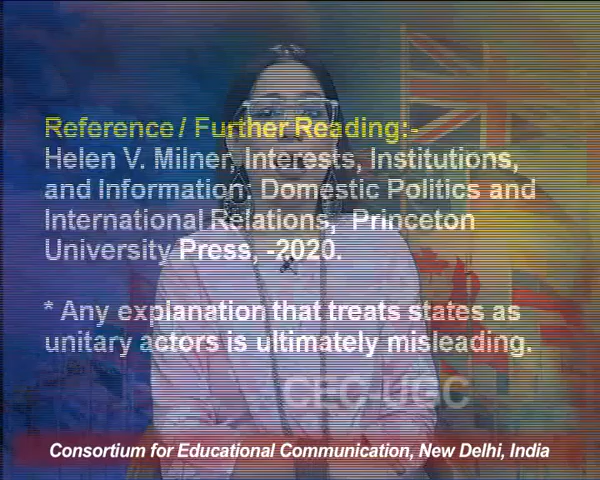 Reference / Further Reading:-
Helen V. Milner, Interests, Institutions,
and Information: Domestic Politics and
International Relations, Princeton
University Press, -2020.
* Any explanation that treats states as
unitary actors is ultimately misleading.
CEC-UGC
Consortium for Educational Communication, New Delhi, India